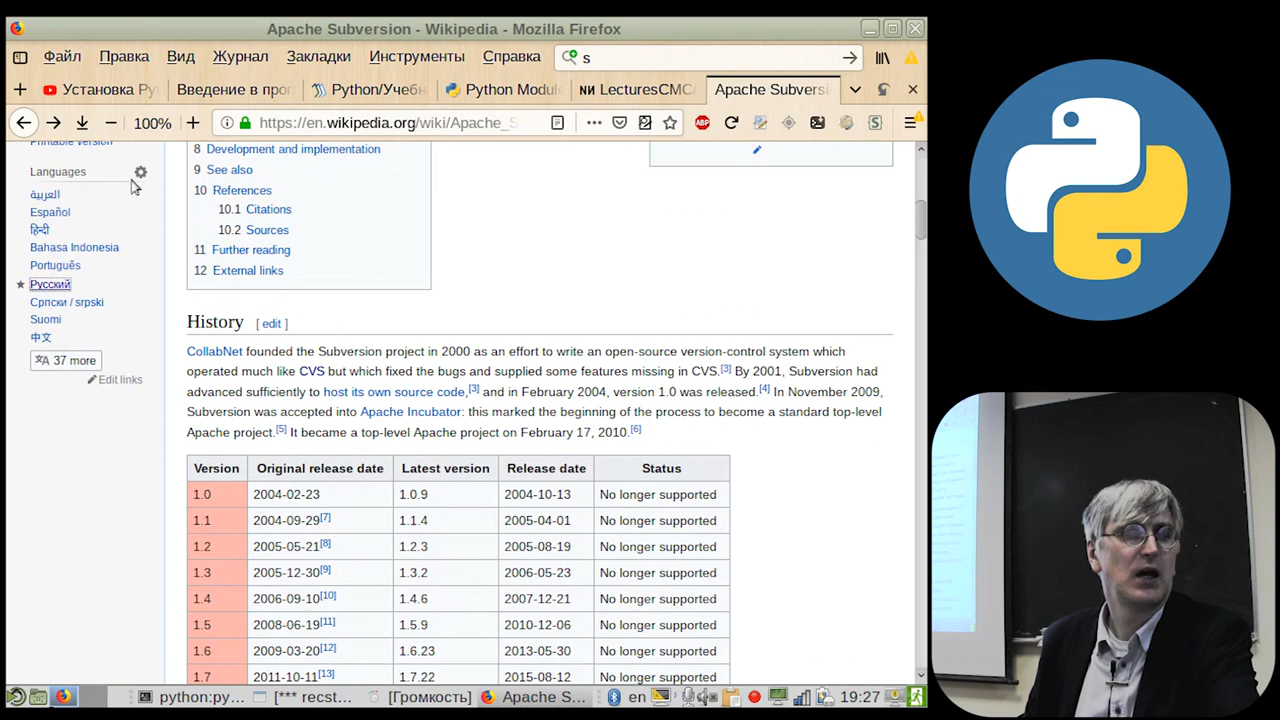 Apache Subversion - Wikipedia - Mozilla Firefox
Файл Правка Вид Журнал Закладки Инструменты Справка s
Установка Py Введение в прог Python/Учебн Python Module LecturesCMC/ Apache Subversi
100% https://en.wikipedia.org/wiki/Apache_S
Printable version
Languages
العربية
Español
हिन्दी
Bahasa Indonesia
Português
Русский
Српски / srpski
Suomi
中文
37 more
Edit links
8 Development and implementation
9 See also
10 References
10.1 Citations
10.2 Sources
11 Further reading
12 External links
History [ edit ]
CollabNet founded the Subversion project in 2000 as an effort to write an open-source version-control system which
operated much like CVS but which fixed the bugs and supplied some features missing in CVS.[3] By 2001, Subversion had
advanced sufficiently to host its own source code,[3] and in February 2004, version 1.0 was released.[4] In November 2009,
Subversion was accepted into Apache Incubator: this marked the beginning of the process to become a standard top-level
Apache project.[5] It became a top-level Apache project on February 17, 2010.[6]
Version Original release date Latest version Release date Status
1.0 2004-02-23 1.0.9 2004-10-13 No longer supported
1.1 2004-09-29[7] 1.1.4 2005-04-01 No longer supported
1.2 2005-05-21[8] 1.2.3 2005-08-19 No longer supported
1.3 2005-12-30[9] 1.3.2 2006-05-23 No longer supported
1.4 2006-09-10[10] 1.4.6 2007-12-21 No longer supported
1.5 2008-06-19[11] 1.5.9 2010-12-06 No longer supported
1.6 2009-03-20[12] 1.6.23 2013-05-30 No longer supported
1.7 2011-10-11[13] 1.7.22 2015-08-12 No longer supported
python:py... [*** recst... [Громкость] Apache S... en 19:27